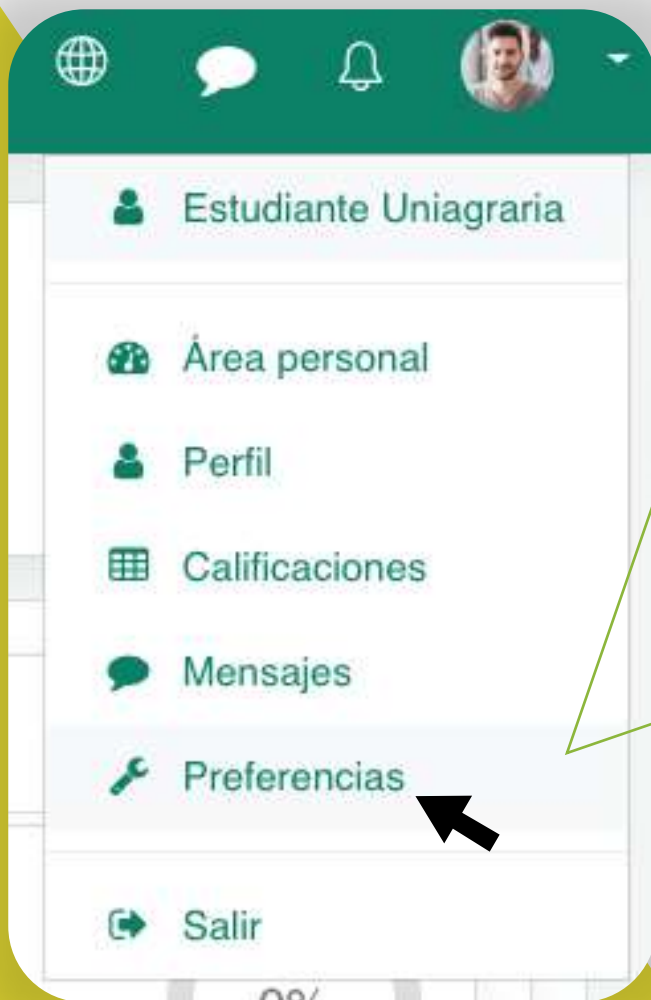 Estudiante Uniagraria
Área personal
Perfil
Calificaciones
Mensajes
Preferencias
Salir